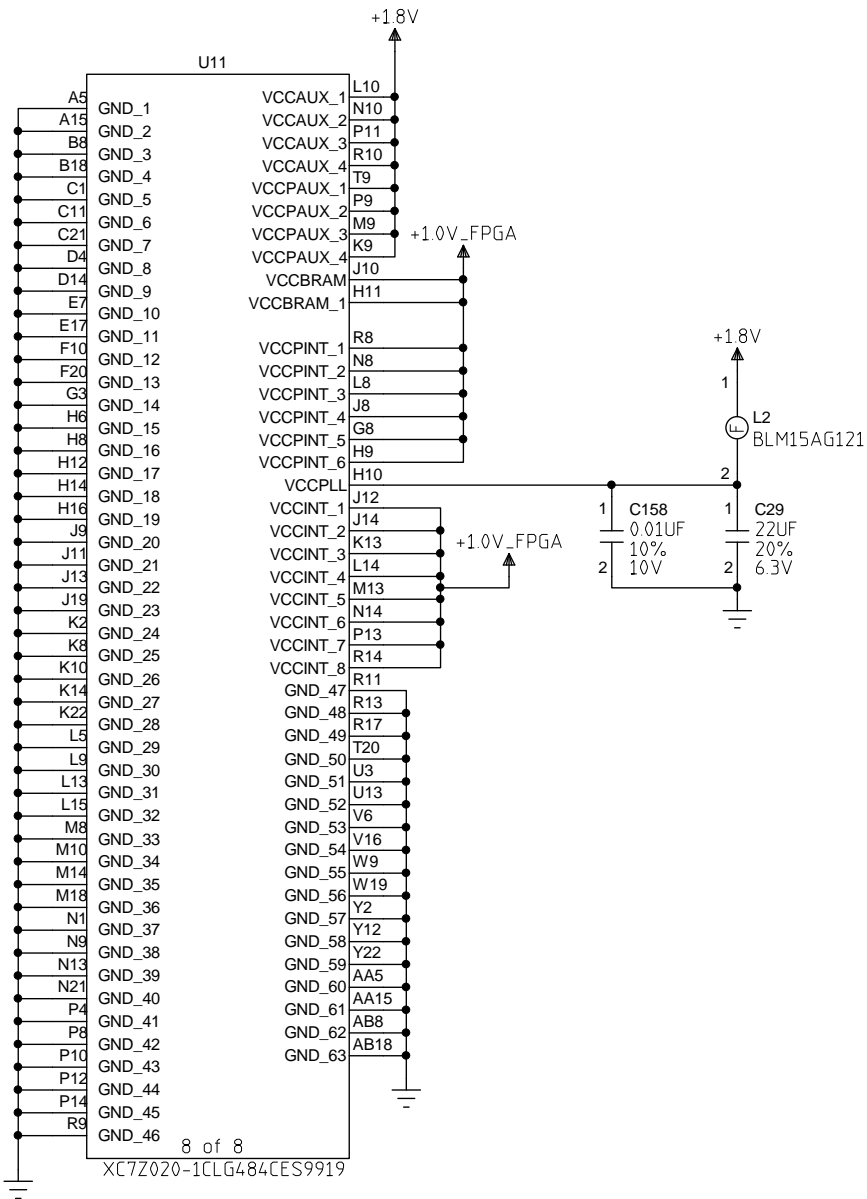 +1.8V
U11
A5 GND_1
A15 GND_2
B8 GND_3
B18 GND_4
C1 GND_5
C11 GND_6
C21 GND_7
D4 GND_8
D14 GND_9
E7 GND_10
E17 GND_11
F10 GND_12
F20 GND_13
G3 GND_14
H6 GND_15
H8 GND_16
H12 GND_17
H14 GND_18
H16 GND_19
J9 GND_20
J11 GND_21
J13 GND_22
J19 GND_23
K2 GND_24
K8 GND_25
K10 GND_26
K14 GND_27
K22 GND_28
L5 GND_29
L9 GND_30
L13 GND_31
L15 GND_32
M8 GND_33
M10 GND_34
M14 GND_35
M18 GND_36
N1 GND_37
N9 GND_38
N13 GND_39
N21 GND_40
P4 GND_41
P8 GND_42
P10 GND_43
P12 GND_44
P14 GND_45
R9 GND_46
VCCAUX_1 L10
VCCAUX_2 N10
VCCAUX_3 P11
VCCAUX_4 R10
VCCPAUX_1 T9
VCCPAUX_2 P9
VCCPAUX_3 M9
VCCPAUX_4 K9
+1.0V_FPGA
VCCBRAM J10
VCCBRAM_1 H11
VCCPINT_1 R8
VCCPINT_2 N8
VCCPINT_3 L8
VCCPINT_4 J8
VCCPINT_5 G8
VCCPINT_6 H9
VCCPLL H10
VCCINT_1 J12
VCCINT_2 J14
VCCINT_3 K13
VCCINT_4 L14
VCCINT_5 M13
VCCINT_6 N14
VCCINT_7 P13
VCCINT_8 R14
+1.0V_FPGA
GND_47 R11
GND_48 R13
GND_49 R17
GND_50 T20
GND_51 U3
GND_52 U13
GND_53 V6
GND_54 V16
GND_55 W9
GND_56 W19
GND_57 Y2
GND_58 Y12
GND_59 Y22
GND_60 AA5
GND_61 AA15
GND_62 AB8
GND_63 AB18
8 of 8
XC7Z020-1CLG484CES9919
+1.8V
1
L2
F
BLM15AG121
2
1 C158
0.01UF
10%
2 10V
1 C29
22UF
20%
2 6.3V